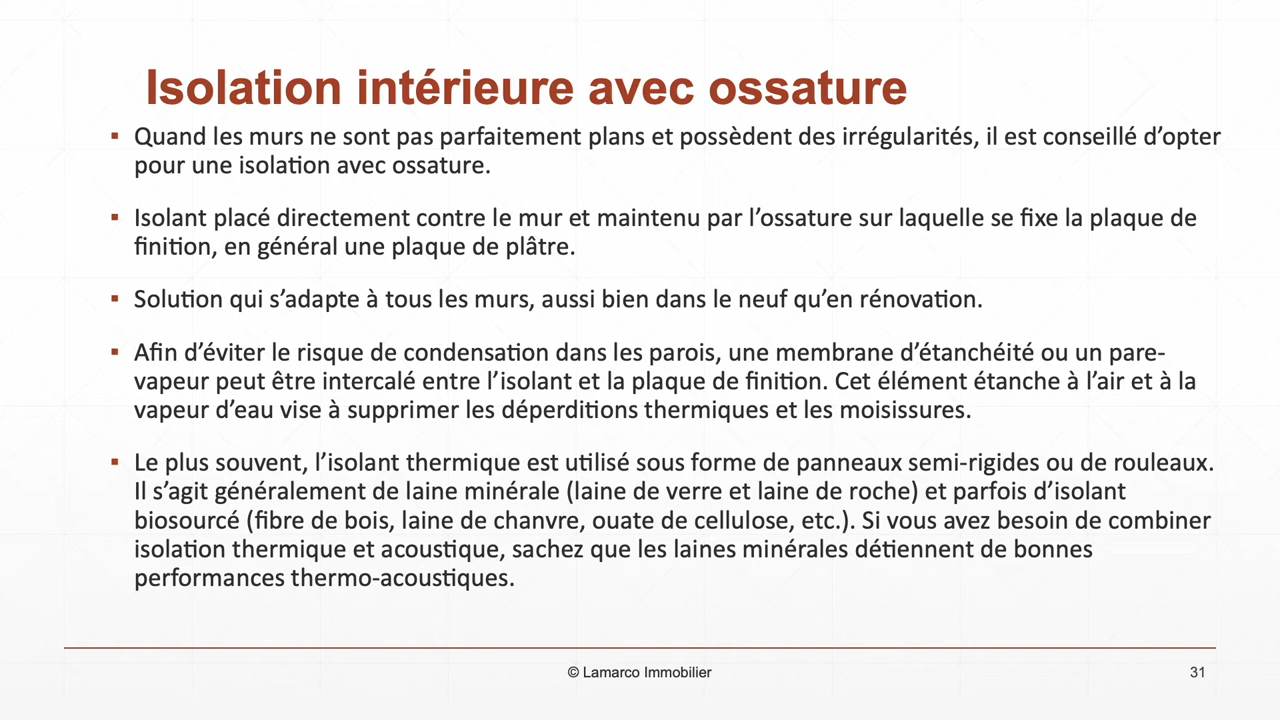 Isolation intérieure avec ossature
▪ Quand les murs ne sont pas parfaitement plans et possèdent des irrégularités, il est conseillé d’opter
pour une isolation avec ossature.
▪ Isolant placé directement contre le mur et maintenu par l’ossature sur laquelle se fixe la plaque de
finition, en général une plaque de plâtre.
▪ Solution qui s’adapte à tous les murs, aussi bien dans le neuf qu’en rénovation.
▪ Afin d’éviter le risque de condensation dans les parois, une membrane d’étanchéité ou un pare-
vapeur peut être intercalé entre l’isolant et la plaque de finition. Cet élément étanche à l’air et à la
vapeur d’eau vise à supprimer les déperditions thermiques et les moisissures.
▪ Le plus souvent, l’isolant thermique est utilisé sous forme de panneaux semi-rigides ou de rouleaux.
Il s’agit généralement de laine minérale (laine de verre et laine de roche) et parfois d’isolant
biosourcé (fibre de bois, laine de chanvre, ouate de cellulose, etc.). Si vous avez besoin de combiner
isolation thermique et acoustique, sachez que les laines minérales détiennent de bonnes
performances thermo-acoustiques.
© Lamarco Immobilier
31